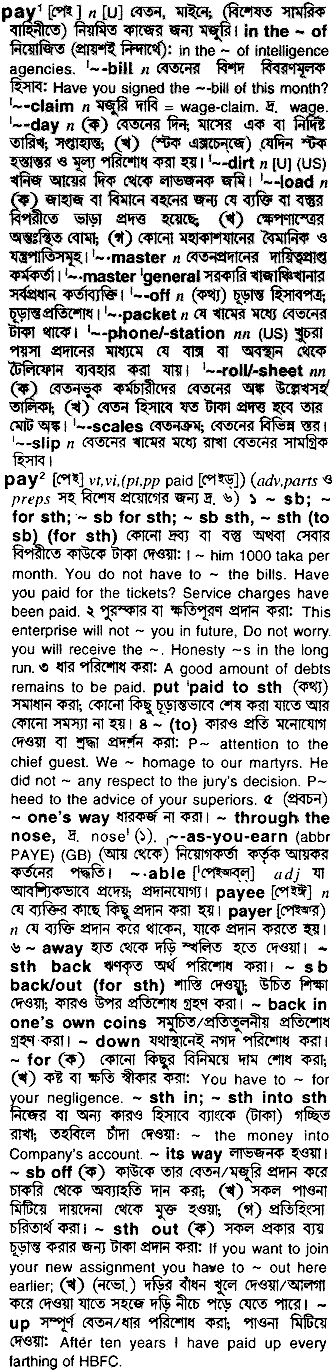 pay¹ [পেই] n [U] বেতন, মাইনে; (বিশেষত সামরিক
বাহিনীতে) নিয়মিত কাজের জন্য মজুরি। in the ~ of
নিয়োজিত (প্রায়শই নিন্দার্থে): in the ~ of intelligence
agencies. ˈ~-bill n বেতনের বিশদ বিবরণমূলক
হিসাব: Have you signed the ~-bill of this month?
ˈ~-claim n মজুরি দাবি = wage-claim. দ্র. wage.
ˈ~-day n (ক) বেতনের দিন; মাসের এক বা নির্দিষ্ট
তারিখ; সপ্তাহান্ত; (খ) (স্টক এক্সচেনজে) যেদিন স্টক
হস্তান্তর ও মূল্য পরিশোধ করা হয়। ˈ~-dirt n [U] (US)
খনিজ আয়ের দিক থেকে লাভজনক জমি। ˈ~-load n
(ক) জাহাজ বা বিমানে বহনের জন্য যে ব্যক্তি বা বস্তুর
বিপরীতে ভাড়া প্রদত্ত হয়েছে; (খ) ক্ষেপণাস্ত্রের
অন্তঃস্থিত বোমা; (গ) কোনো মহাকাশযানের বৈমানিক ও
যন্ত্রপাতিসমূহ। ˈ~-master n বেতনপ্রদানের দায়িত্বপ্রাপ্ত
কর্মকর্তা। ˈ~-master ˈgeneral সরকারি খাজাঞ্চিখানার
সর্বপ্রধান কর্তাব্যক্তি। ˈ~-off n (কথ্য) চূড়ান্ত হিসাবপত্র;
চূড়ান্তপ্রতিশোধ। ˈ~-packet n যে খামের মধ্যে বেতনের
টাকা থাকে। ˈ~-phone/-station nn (US) খুচরা
পয়সা প্রদানের মাধ্যমে যে বাক্স বা অবস্থান থেকে
টেলিফোন ব্যবহার করা যায়। ˈ~-roll/-sheet nn
(ক) বেতনভুক কর্মচারীদের বেতনের অঙ্ক উল্লেখসহ
তালিকা; (খ) বেতন হিসাবে যত টাকা প্রদত্ত হবে তার
মোট অঙ্ক। ˈ~-scales বেতনক্রম; বেতনের বিভিন্ন স্তর।
ˈ~-slip n বেতনের খামের মধ্যে রাখা বেতনের সামগ্রিক
হিসাব।
pay² [পেই] vt,vi,(pt,pp paid [পেইড্]) (adv,parts ও
preps সহ বিশেষ প্রয়োগের জন্য দ্র. ৬) ১ ~ sb; ~
for sth; ~ sb for sth; ~ sb sth, ~ sth (to
sb) (for sth) কোনো দ্রব্য বা বস্তু অথবা সেবার
বিপরীতে কাউকে টাকা দেওয়া: । ~ him 1000 taka per
month. You do not have to ~ the bills. Have
you paid for the tickets? Service charges have
been paid. ২ পুরস্কার বা ক্ষতিপূরণ প্রদান করা: This
enterprise will not ~ you in future, Do not worry.
you will receive the ~. Honesty ~s in the long
run. ৩ ধার পরিশোধ করা: A good amount of debts
remains to be paid. put ˈpaid to sth (কথ্য)
সমাধান করা; কোনো কিছু চূড়ান্তভাবে শেষ করা যাতে আর
কোনো সমস্যা না হয়। ৪ ~ (to) কারও প্রতি মনোযোগ
দেওয়া বা শ্রদ্ধা প্রদর্শন করা: P~ attention to the
chief guest. We ~ homage to our martyrs. He
did not ~ any respect to the jury's decision. P~
heed to the advice of your superiors. ৫ (প্রবচন)
~ one's way ধারকর্জ না করা। ~ through the
nose, দ্র. nose¹ (১). ˌ~-as-you-earn (abbr
PAYE) (GB) (আয় থেকে) নিয়োগকর্তা কর্তৃক আয়কর
কর্তনের পদ্ধতি। ~-able [ˈপেইঅব্ল্] adj যা
আবশ্যিকভাবে প্রদেয়; প্রদানযোগ্য। payee [পেইঈ] n
যে ব্যক্তির কাছে কিছু প্রদান করা হয়। payer [পেইঅর্] 
n যে ব্যক্তি প্রদান করে থাকেন, যাকে প্রদান করতে হয়।
৬ ~ away হাত থেকে দড়ি স্খলিত হতে দেওয়া। ~
sth back ঋণকৃত অর্থ পরিশোধ করা। ~ sb
back/out (for sth) শাস্তি দেওয়া; উচিত শিক্ষা
দেওয়া; কারও উপর প্রতিশোধ গ্রহণ করা। ~ back in
one's own coins সমুচিত/প্রতিতুলনীয় প্রতিশোধ
গ্রহণ করা। ~ down যথাস্থানেই নগদ পরিশোধ করা।
~ for (ক) কোনো কিছুর বিনিময়ে দাম শোধ করা;
(খ) কষ্ট বা ক্ষতি স্বীকার করা: You have to ~ for
your negligence. ~ sth in; ~ sth into sth
নিজের বা অন্য কারও হিসাবে ব্যাংকে (টাকা) গচ্ছিত
রাখা; তহবিলে চাঁদা দেওয়া: ~ the money into
Company's account. ~ its way লাভজনক হওয়া।
~ sb off (ক) কাউকে তার বেতন/মজুরি প্রদান করে
চাকরি থেকে অব্যাহতি দান করা; (খ) সকল পাওনা
মিটিয়ে দায়দেনা থেকে মুক্ত হওয়া; (গ) প্রতিহিংসা
চরিতার্থ করা। ~ sth out (ক) সকল প্রকার ব্যয়
চূড়ান্ত করার জন্য টাকা প্রদান করা: If you want to join
your new assignment you have to ~ out here
earlier; (খ) (নভো.) দড়ির বাঁধন খুলে দেওয়া/আলগা
করে দেওয়া যাতে সহজে দড়ি নীচে পড়ে যেতে পারে। ~
up সম্পূর্ণ বেতন/ধার পরিশোধ করা; পাওনা মিটিয়ে
দেওয়া: After ten years I have paid up every
farthing of HBFC.